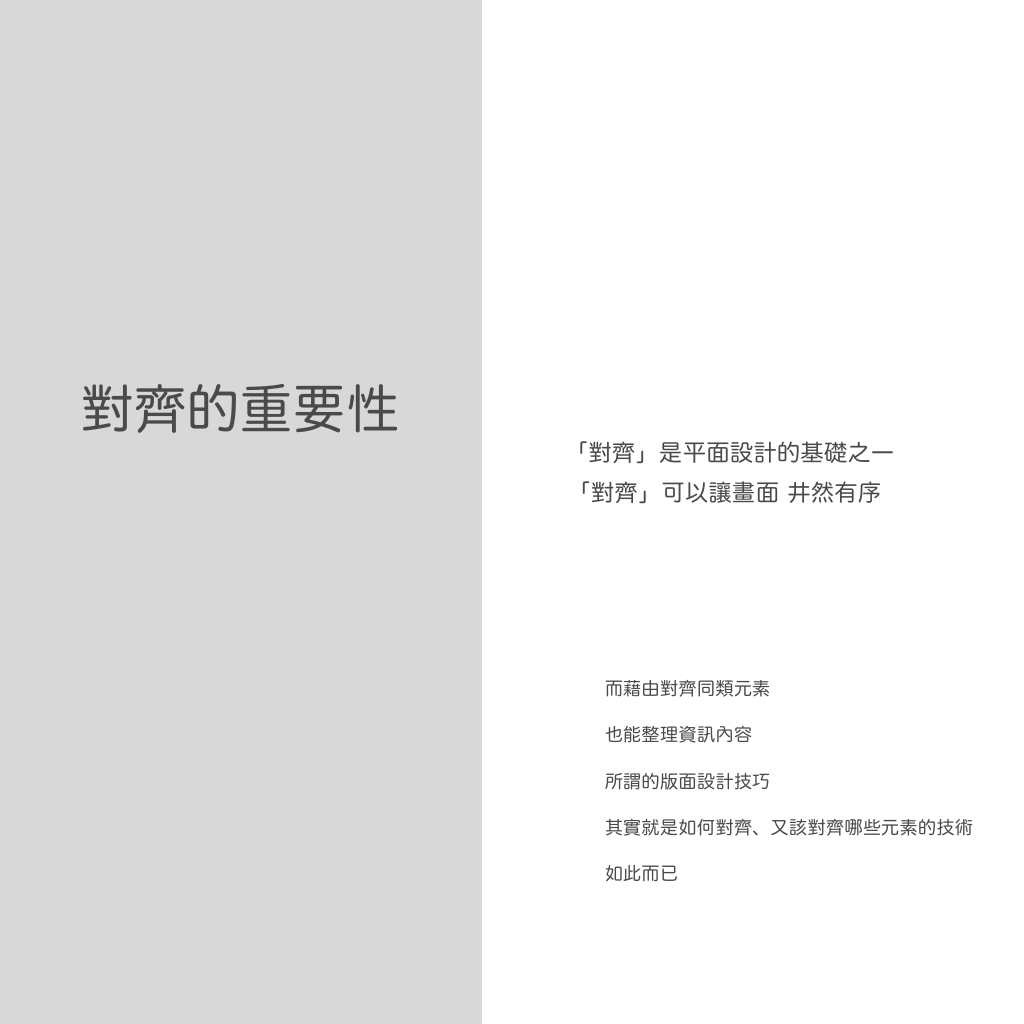 對齊的重要性
「對齊」是平面設計的基礎之一
「對齊」可以讓畫面 井然有序
而藉由對齊同類元素
也能整理資訊內容
所謂的版面設計技巧
其實就是如何對齊、又該對齊哪些元素的技術
如此而已